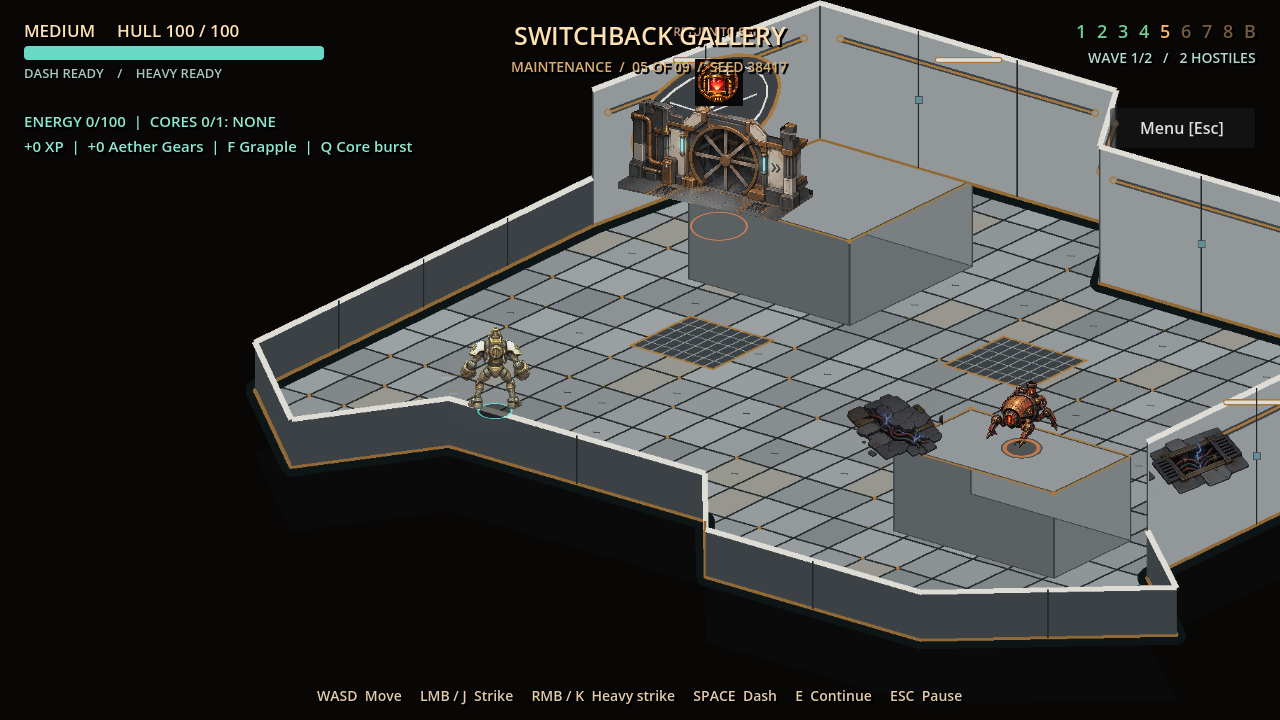 MEDIUM HULL 100 / 100
DASH READY / HEAVY READY
ENERGY 0/100 | CORES 0/1: NONE
+0 XP | +0 Aether Gears | F Grapple | Q Core burst
SWITCHBACK GALLERY
MAINTENANCE / 05 OF 09 / SEED 38417
1 2 3 4 5 6 7 8 B
WAVE 1/2 / 2 HOSTILES
Menu [Esc]
WASD Move LMB / J Strike RMB / K Heavy strike SPACE Dash E Continue ESC Pause